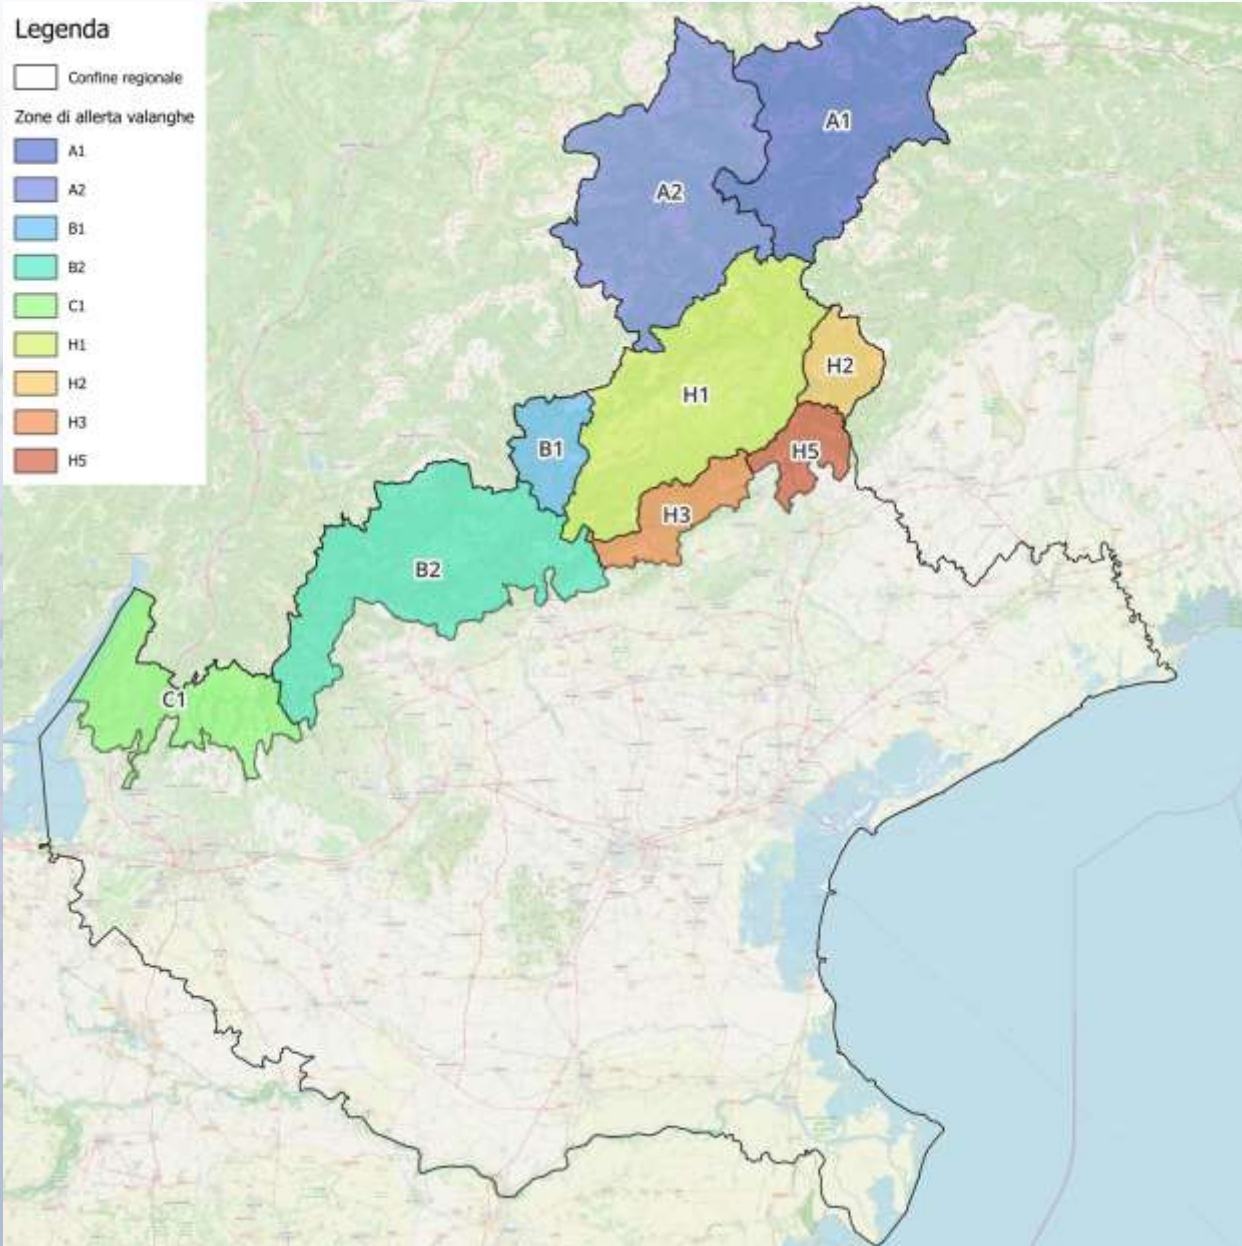 Legenda
Confine regionale
Zone di allerta valanghe
A1
A2
B1
B2
C1
H1
H2
H3
H5
A1
A2
H2
H1
B1
H5
H3
B2
C1